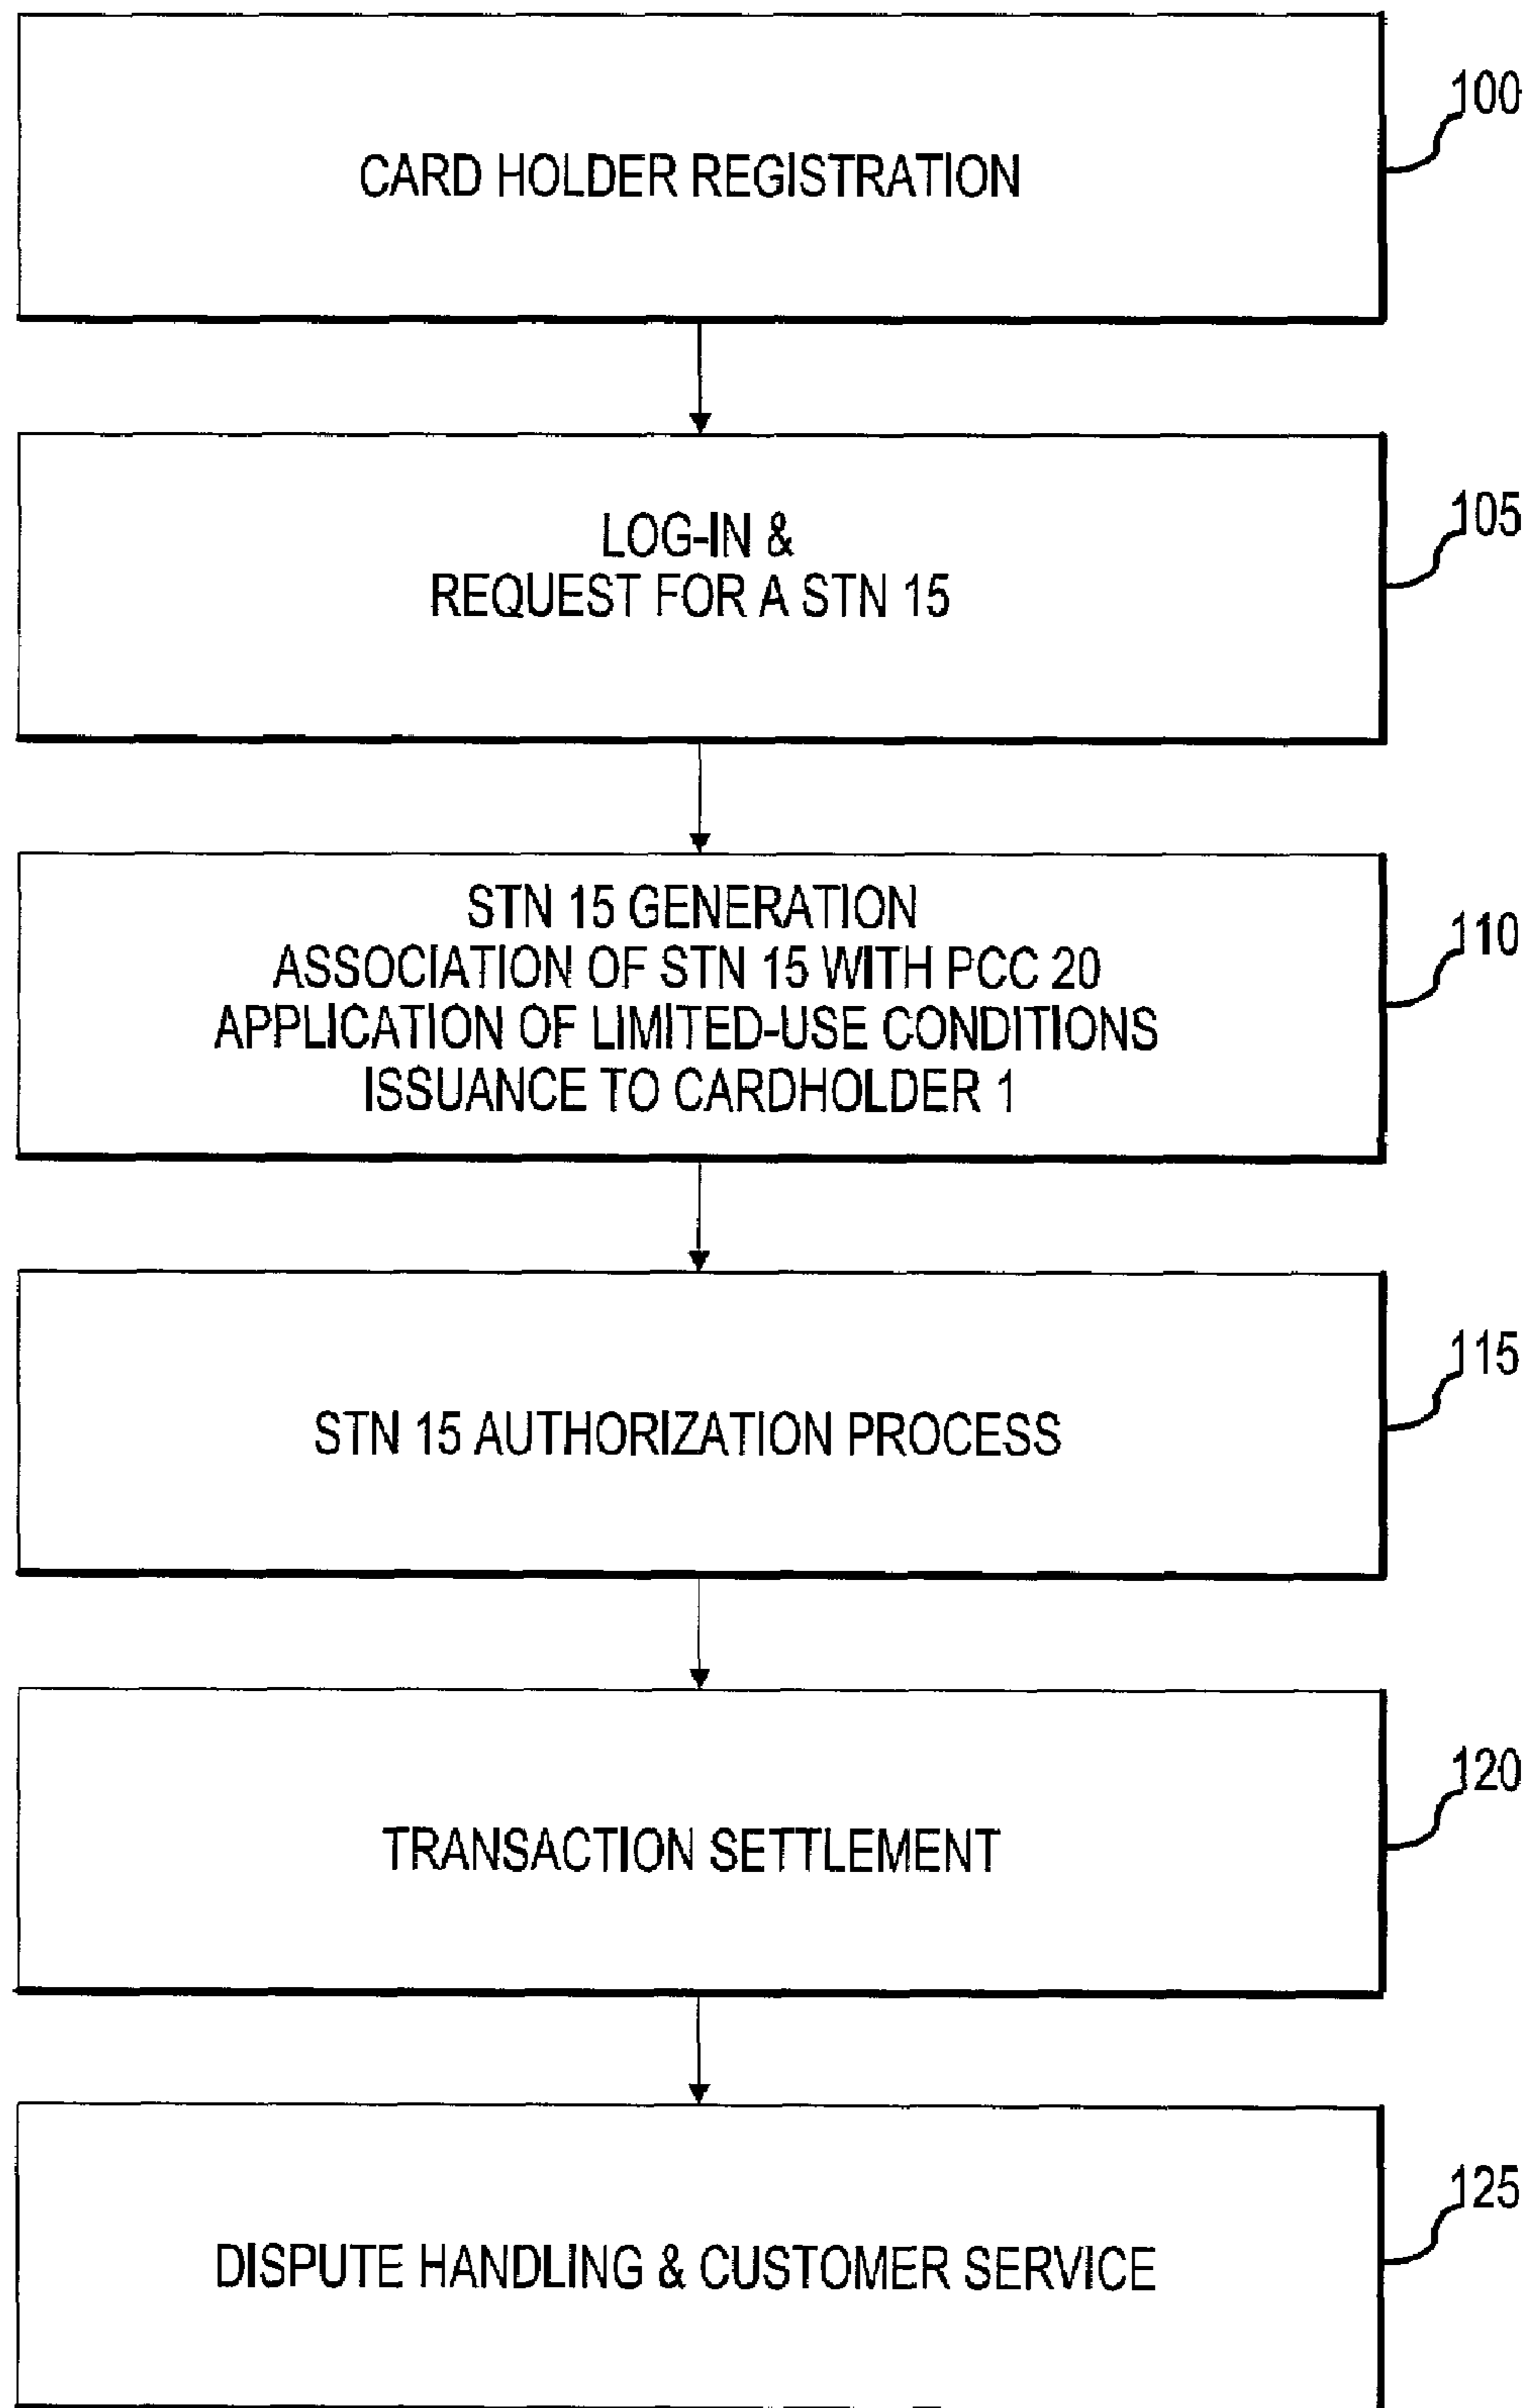 CARD HOLDER REGISTRATION
100
LOG-IN &
REQUEST FOR A STN 15
105
STN 15 GENERATION
ASSOCIATION OF STN 15 WITH PCC 20
APPLICATION OF LIMITED-USE CONDITIONS
ISSUANCE TO CARDHOLDER 1
110
STN 15 AUTHORIZATION PROCESS
115
TRANSACTION SETTLEMENT
120
DISPUTE HANDLING & CUSTOMER SERVICE
125